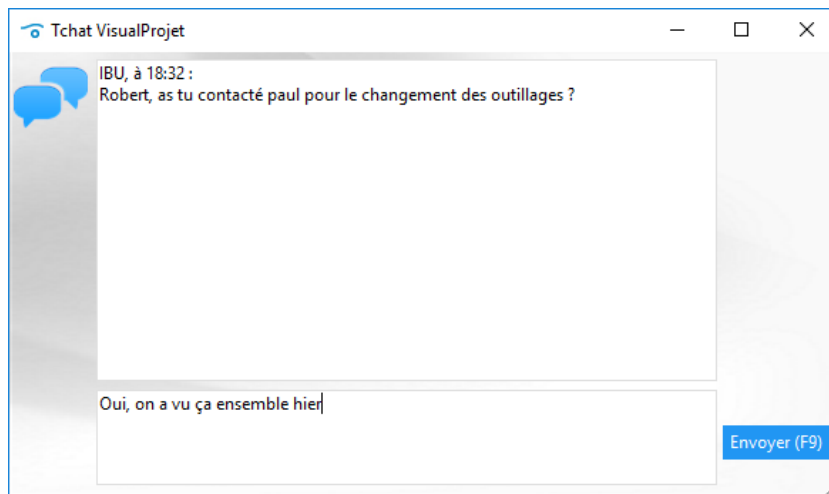 Tchat VisualProjet
IBU, à 18:32 :
Robert, as tu contacté paul pour le changement des outillages ?
Oui, on a vu ça ensemble hier
Envoyer (F9)